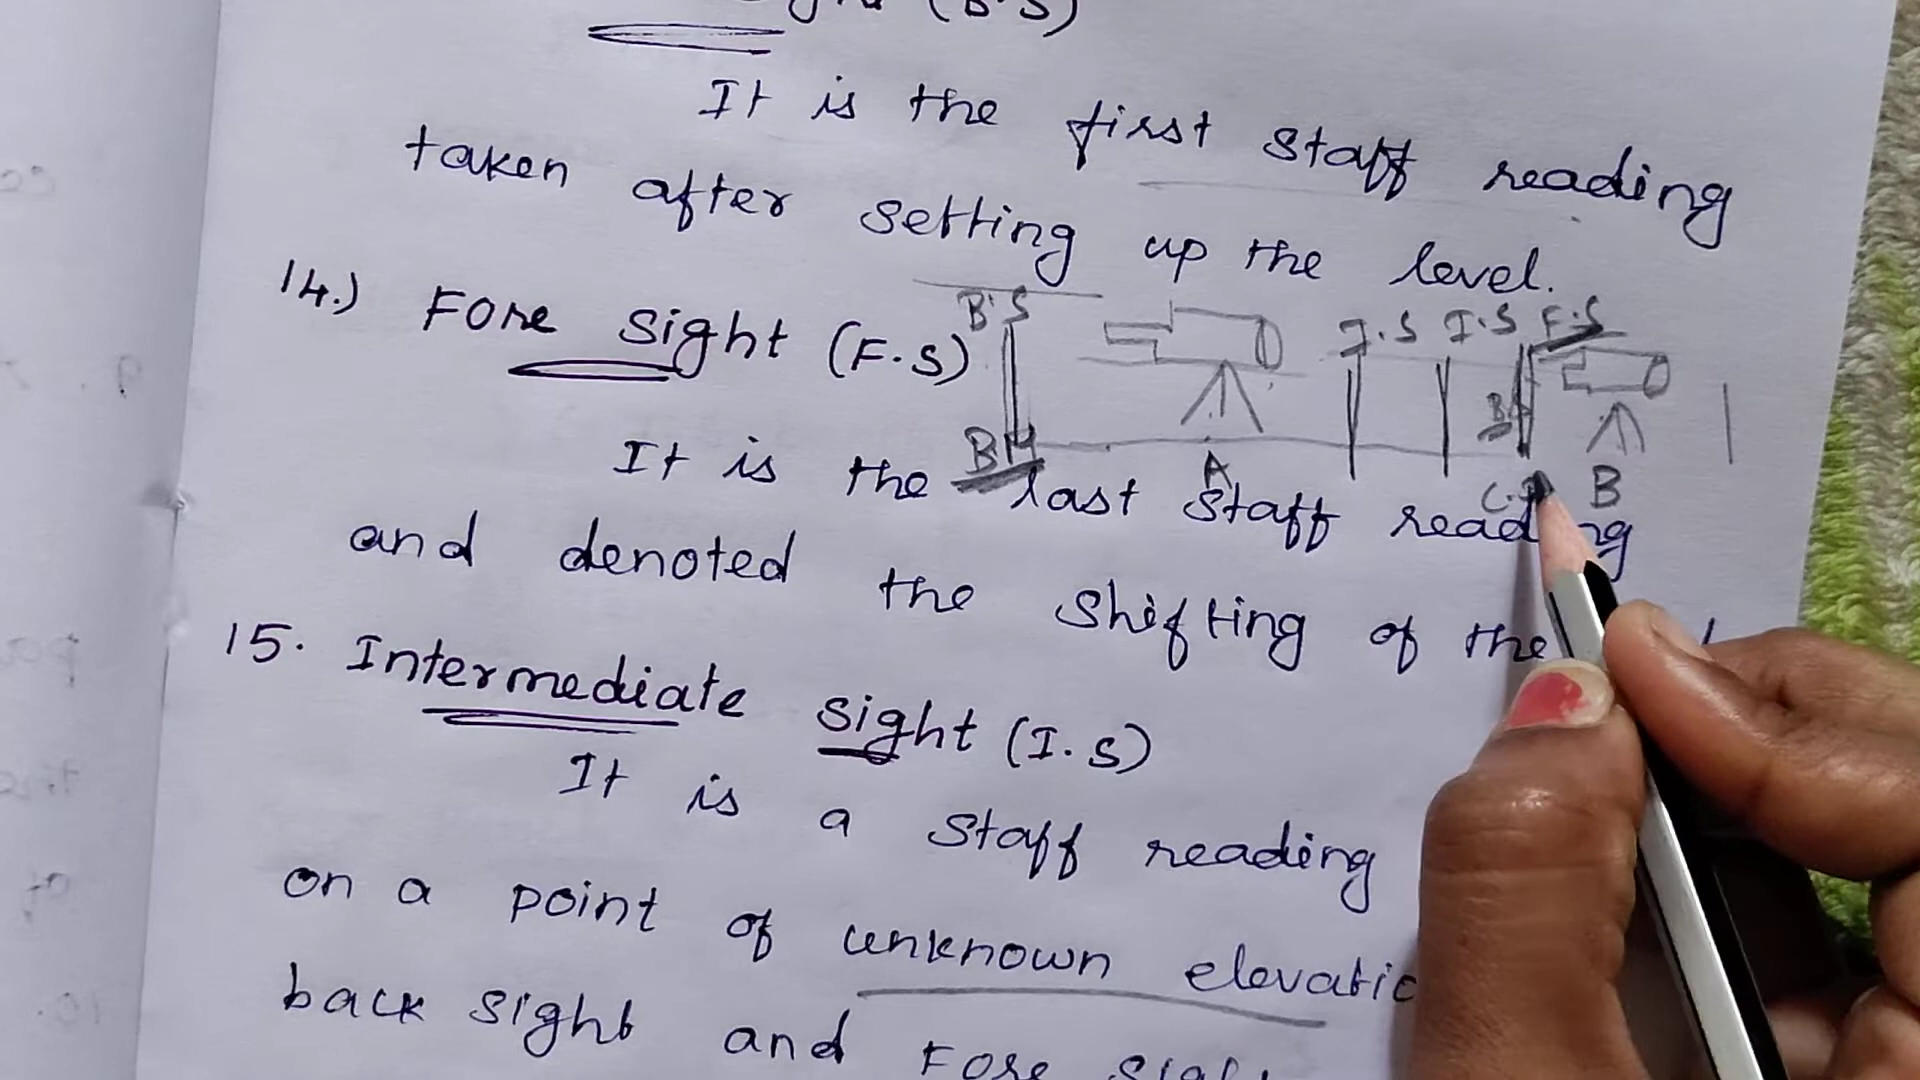 (B.S)
It is the first staff reading
taken after setting up the level.
14.) Fore sight (F.S)
B.S
I.S I.S F.S
B.M
A
B
It is the last staff reading
and denoted the shifting of the
15. Intermediate sight (I.S)
It is a staff reading
on a point of unknown
back sight and Fore